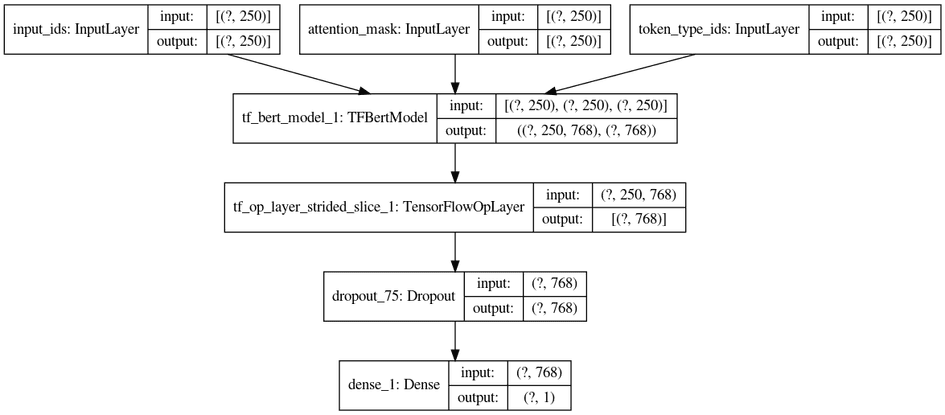 input_ids: InputLayer
input:
[(?, 250)]
output:
[(?, 250)]
attention_mask: InputLayer
input:
[(?, 250)]
output:
[(?, 250)]
token_type_ids: InputLayer
input:
[(?, 250)]
output:
[(?, 250)]
tf_bert_model_1: TFBertModel
input:
[(?, 250), (?, 250), (?, 250)]
output:
((?, 250, 768), (?, 768))
tf_op_layer_strided_slice_1: TensorFlowOpLayer
input:
(?, 250, 768)
output:
[(?, 768)]
dropout_75: Dropout
input:
(?, 768)
output:
(?, 768)
dense_1: Dense
input:
(?, 768)
output:
(?, 1)